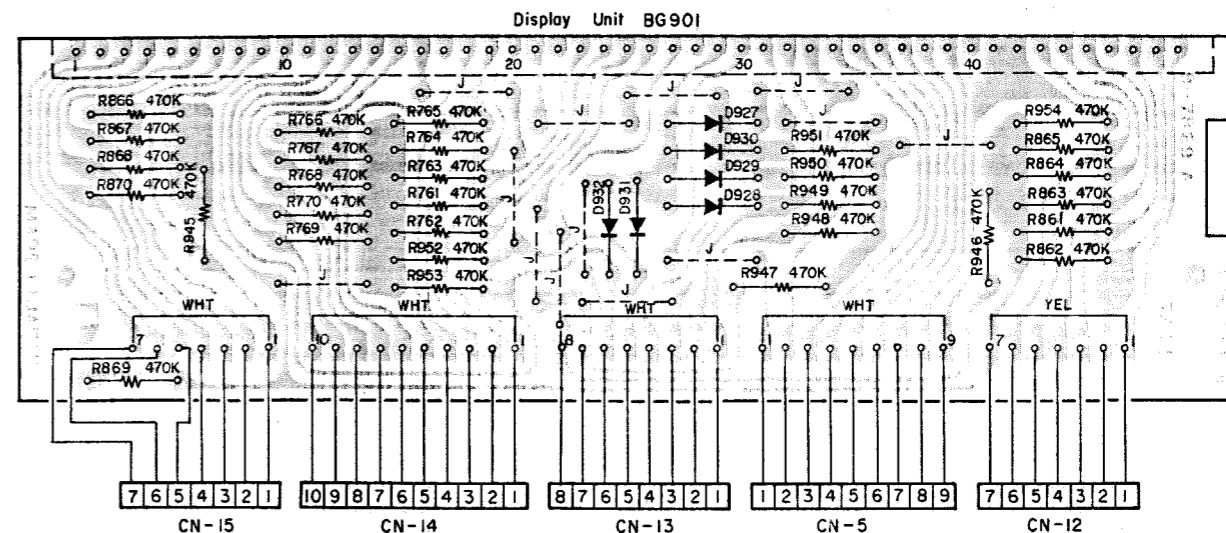 Display Unit BG901
10 20 30 40
R866 470K
R867 470K
R868 470K
R870 470K
R945 470K
R766 470K
R767 470K
R768 470K
R770 470K
R769 470K
J
J
R765 470K
R764 470K
R763 470K
R761 470K
R762 470K
R952 470K
R953 470K
J
J
J
J
J
J
J
D932
D931
D927
D930
D929
D928
J
J
J
R951 470K
R950 470K
R949 470K
R948 470K
R947 470K
J
R946 470K
R954 470K
R865 470K
R864 470K
R863 470K
R861 470K
R862 470K
WHT WHT WHT WHT YEL
7 1 10 1 8 1 1 9 7 1
R869 470K
7 6 5 4 3 2 1
10 9 8 7 6 5 4 3 2 1
8 7 6 5 4 3 2 1
1 2 3 4 5 6 7 8 9
7 6 5 4 3 2 1
CN-15 CN-14 CN-13 CN-5 CN-12